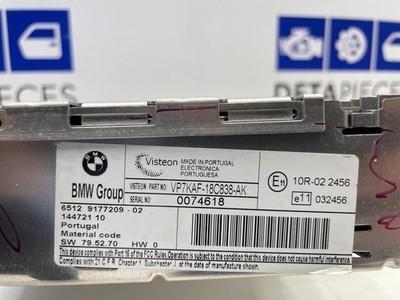 DETAPIECES
BMW
Visteon
MADE IN PORTUGAL
ELECTRONICA
PORTUGUESA
BMW Group
VISTEON PART NO: VP7KAF-18C838-AK
SERIAL NO: 0074618
6512 9177209 - 02
144721 10
Portugal
Material code
SW 79.52.70 HW 0
E11 10R-02 2456
e11 032456
This device complies with Part 15 of the FCC Rules. Operation is subject to the condition that this device does not cause harmful interference.
Complies with 21 C F R, Chapter 1, Subchapter J, at date of manufacture.